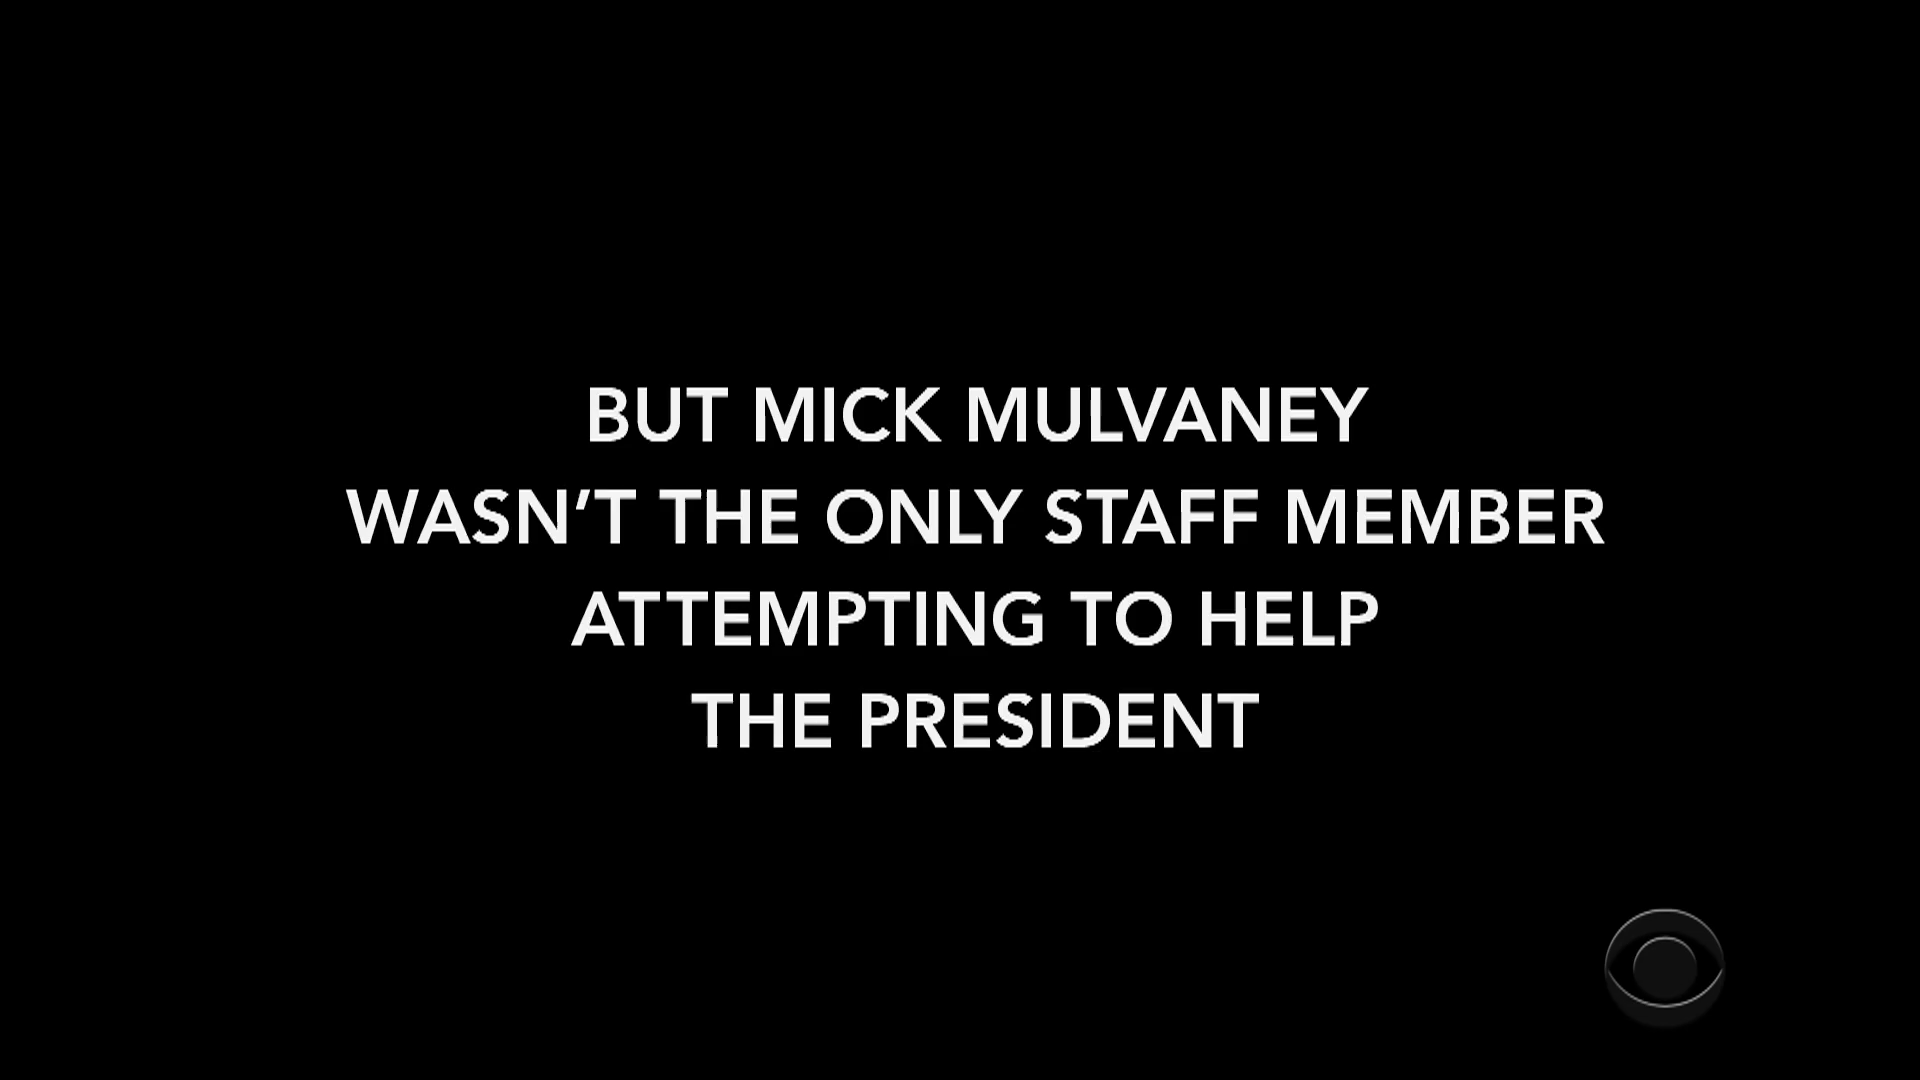 BUT MICK MULVANEY
WASN’T THE ONLY STAFF MEMBER
ATTEMPTING TO HELP
THE PRESIDENT